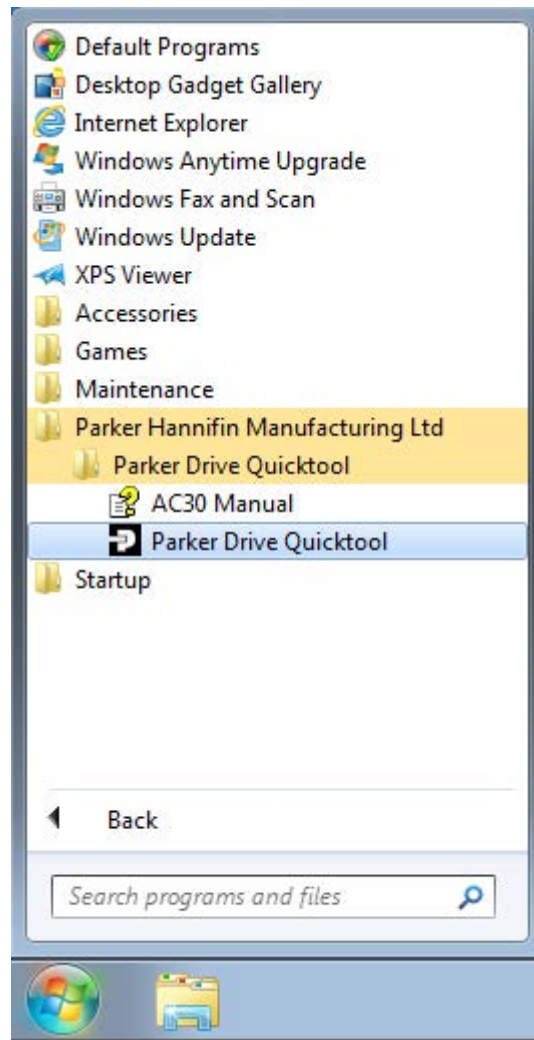 Default Programs
Desktop Gadget Gallery
Internet Explorer
Windows Anytime Upgrade
Windows Fax and Scan
Windows Update
XPS Viewer
Accessories
Games
Maintenance
Parker Hannifin Manufacturing Ltd
Parker Drive Quicktool
AC30 Manual
Parker Drive Quicktool
Startup
Back
Search programs and files